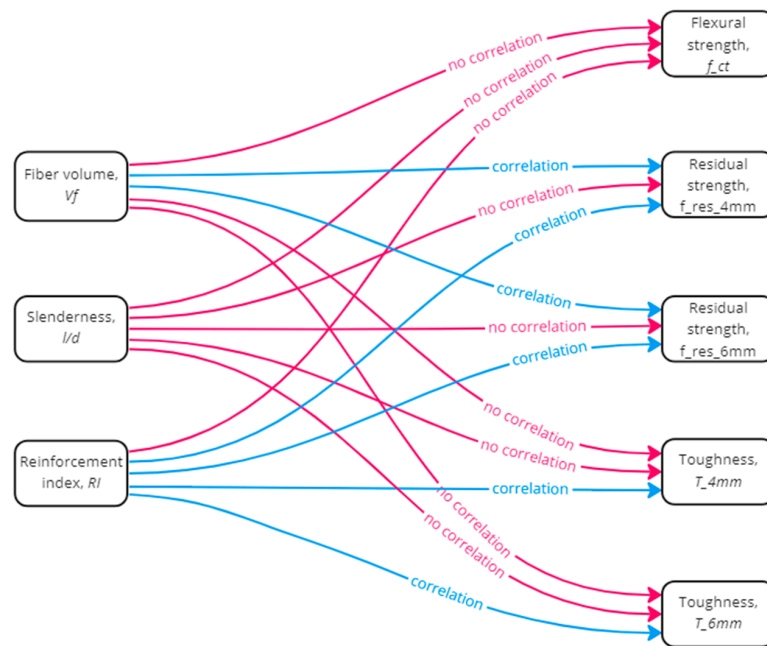 Flexural
strength,
f_ct
no correlation
no correlation
no correlation
Fiber volume,
Vf
correlation
Residual
strength,
f_res_4mm
no correlation
correlation
Slenderness,
l/d
correlation
Residual
strength,
f_res_6mm
no correlation
correlation
Reinforcement
index, RI
no correlation
no correlation
Toughness,
T_4mm
correlation
no correlation
no correlation
correlation
Toughness,
T_6mm